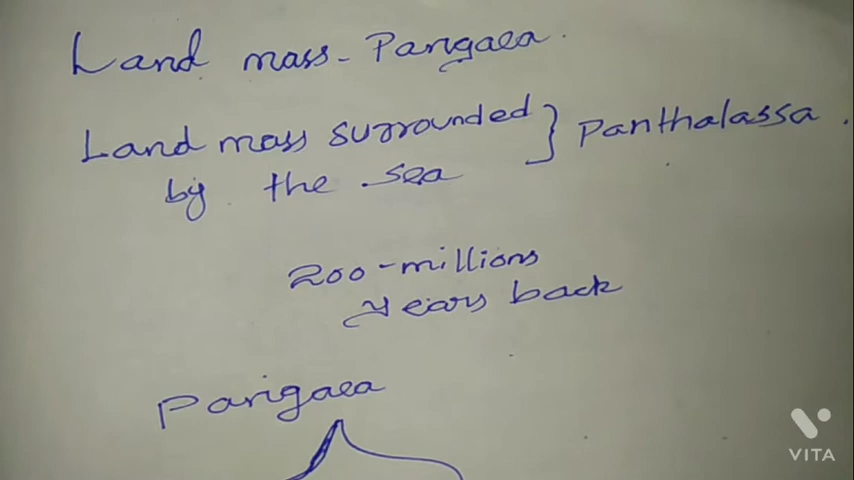 Land mass - Pangaea.
Land mass surrounded } Panthalassa.
by the sea
200-millions
years back
Pangaea
VITA